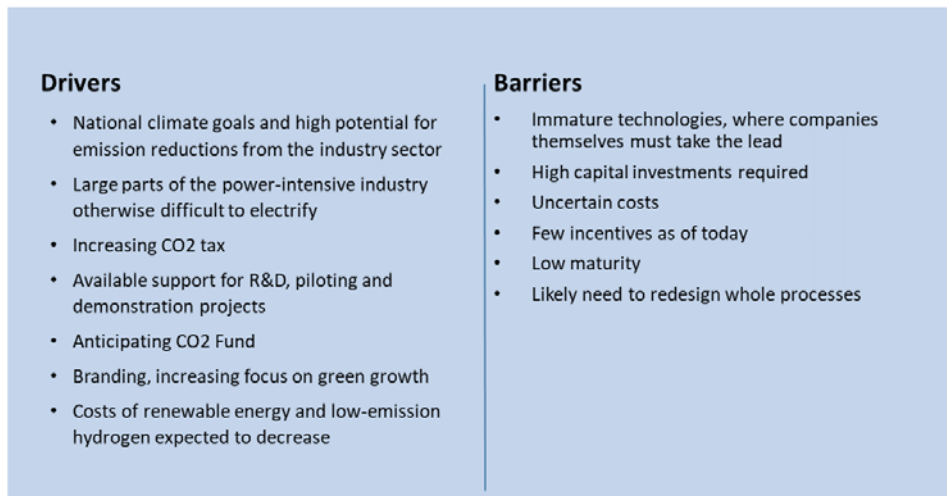 Drivers
• National climate goals and high potential for
emission reductions from the industry sector
• Large parts of the power-intensive industry
otherwise difficult to electrify
• Increasing CO2 tax
• Available support for R&D, piloting and
demonstration projects
• Anticipating CO2 Fund
• Branding, increasing focus on green growth
• Costs of renewable energy and low-emission
hydrogen expected to decrease
Barriers
• Immature technologies, where companies
themselves must take the lead
• High capital investments required
• Uncertain costs
• Few incentives as of today
• Low maturity
• Likely need to redesign whole processes